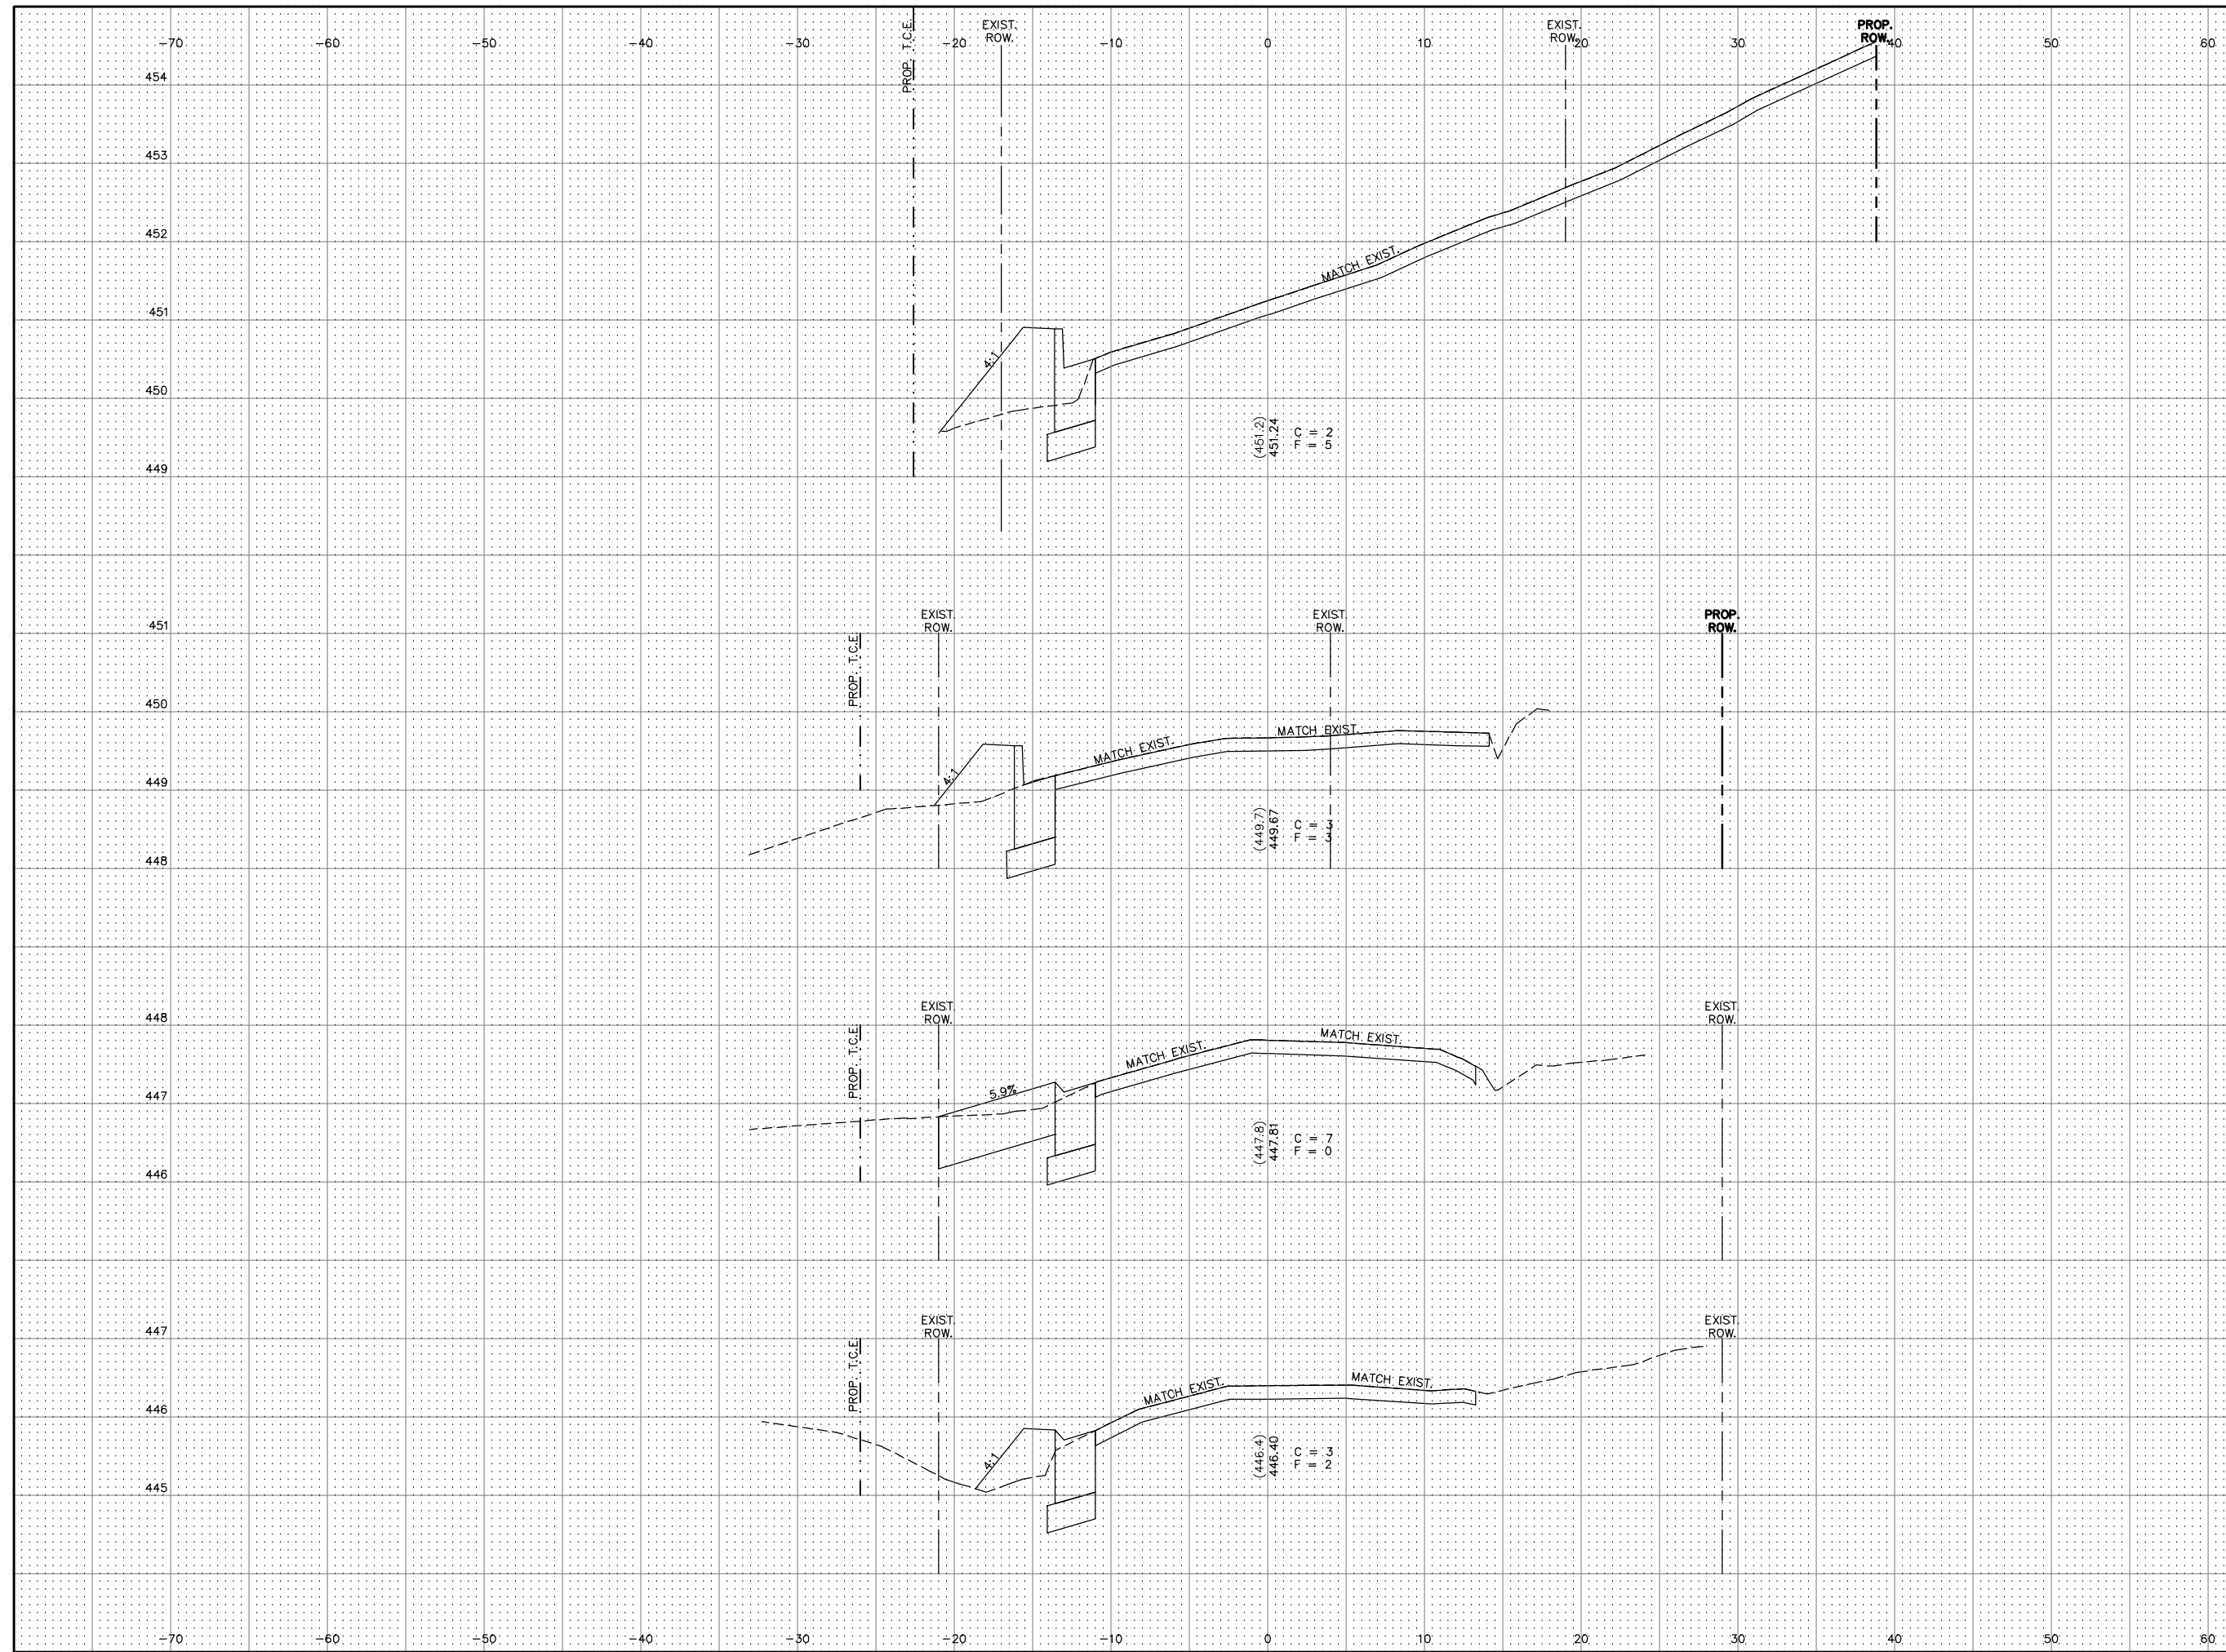 EXIST.
ROW.
EXIST.
ROW.
PROP.
ROW.
-70
-60
-50
-40
-30
-20
-10
0
10
20
30
40
50
60
PROP. T.C.E.
454
453
452
451
450
449
MATCH EXIST.
4:1
(451.2)
451.24
C = 2
F = 5
EXIST.
ROW.
EXIST.
ROW.
PROP.
ROW.
PROP. T.C.E.
451
450
449
448
MATCH EXIST.
MATCH EXIST.
4:1
(449.7)
449.67
C = 3
F = 3
EXIST.
ROW.
EXIST.
ROW.
PROP. T.C.E.
448
447
446
MATCH EXIST.
MATCH EXIST.
5.9%
(447.8)
447.81
C = 7
F = 0
EXIST.
ROW.
EXIST.
ROW.
PROP. T.C.E.
447
446
445
MATCH EXIST.
MATCH EXIST.
4:1
(446.4)
446.40
C = 3
F = 2
-70
-60
-50
-40
-30
-20
-10
0
10
20
30
40
50
60